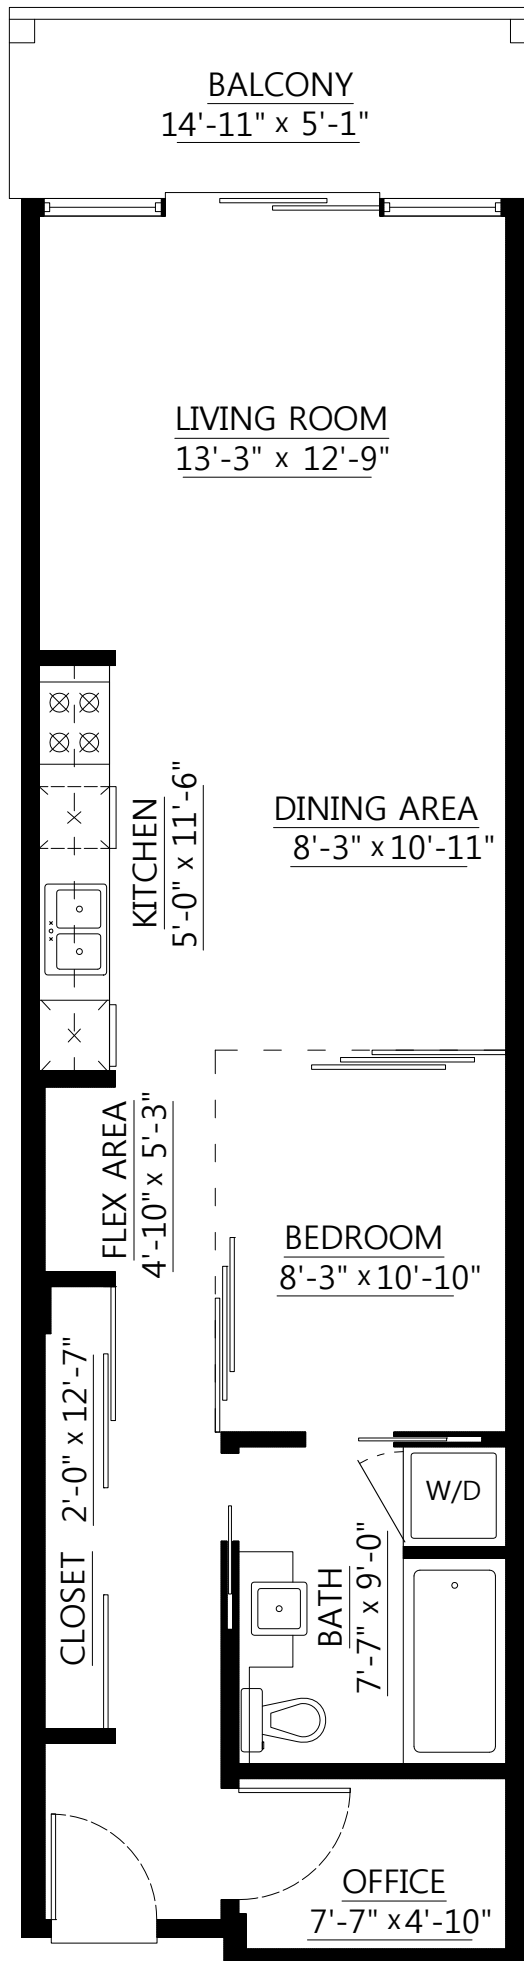 BALCONY
14'-11" x 5'-1"
LIVING ROOM
13'-3" x 12'-9"
KITCHEN
5'-0" x 11'-6"
DINING AREA
8'-3" x 10'-11"
FLEX AREA
4'-10" x 5'-3"
BEDROOM
8'-3" x 10'-10"
CLOSET 2'-0" x 12'-7"
W/D
BATH
7'-7" x 9'-0"
OFFICE
7'-7" x 4'-10"